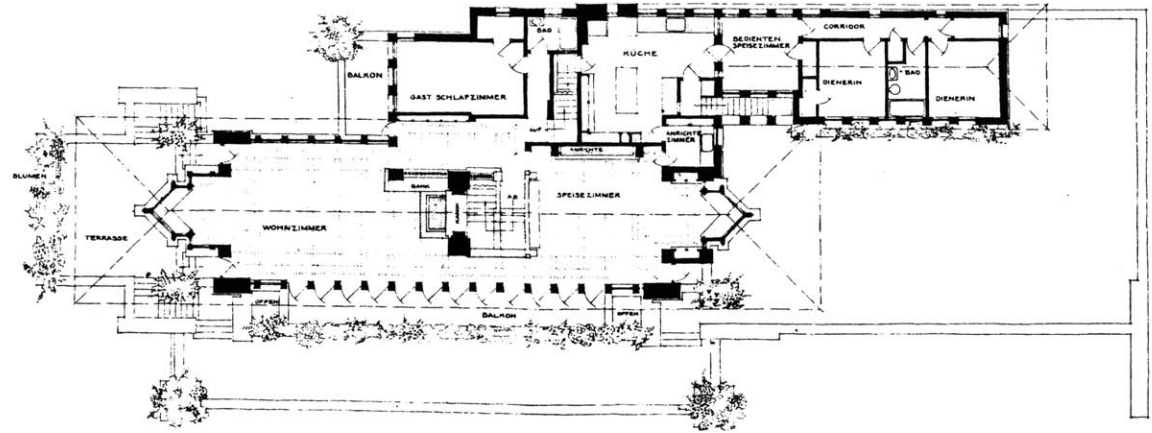 BAD
KÜCHE
BEDIENTEN
SPEISEZIMMER
CORRIDOR
BALKON
GAST SCHLAFZIMMER
DIENERIN
BAD
DIENERIN
AUF
ANRICHTE
ZIMMER
ANRICHTE
BLUMEN
BANK
AB
SPEISEZIMMER
KAMIN
WOHNZIMMER
TERRASSE
OFFEN
BALKON
OFFEN